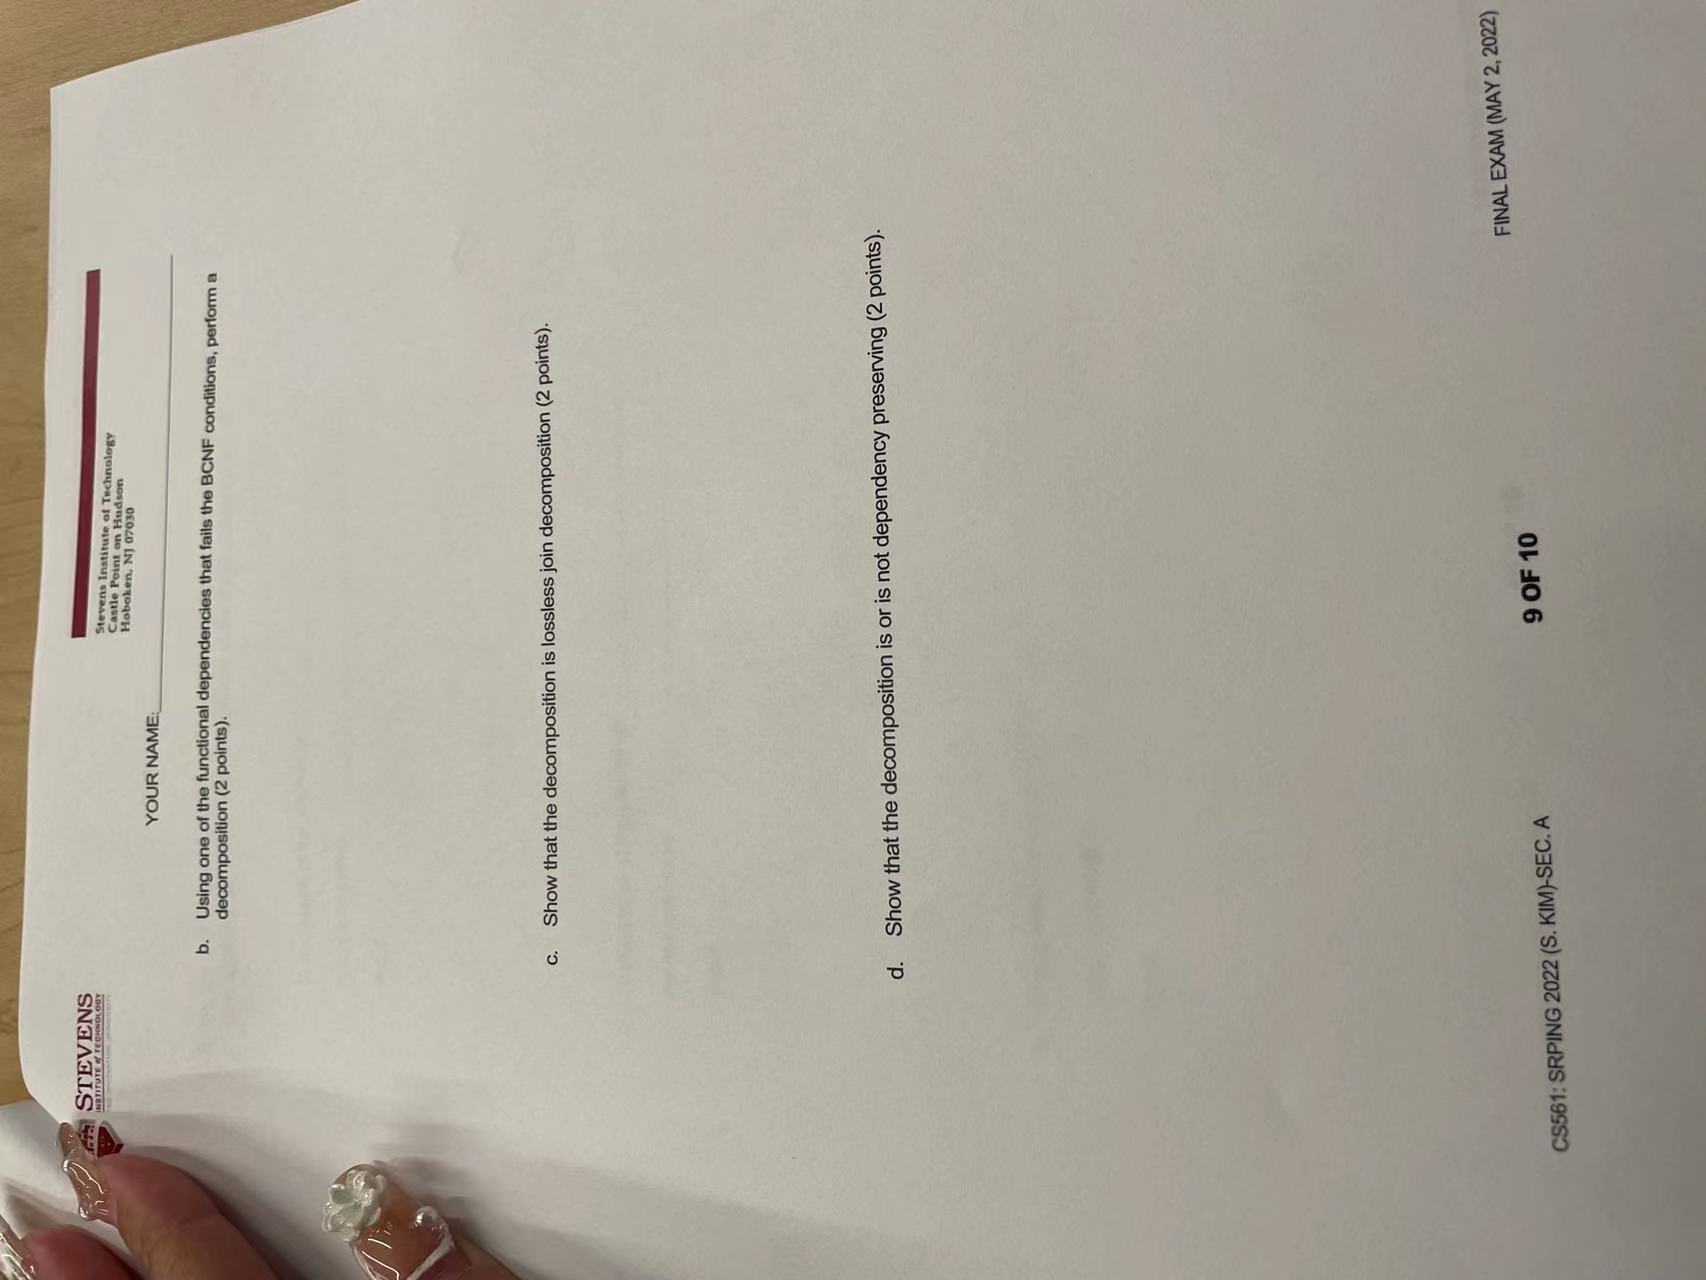 STEVENS
INSTITUTE of TECHNOLOGY
Stevens Institute of Technology
Castle Point on Hudson
Hoboken, NJ 07030
YOUR NAME:
b. Using one of the functional dependencies that fails the BCNF conditions, perform a
decomposition (2 points).
c. Show that the decomposition is lossless join decomposition (2 points).
d. Show that the decomposition is or is not dependency preserving (2 points).
CS561: SRPING 2022 (S. KIM)-SEC. A
9 OF 10
FINAL EXAM (MAY 2, 2022)